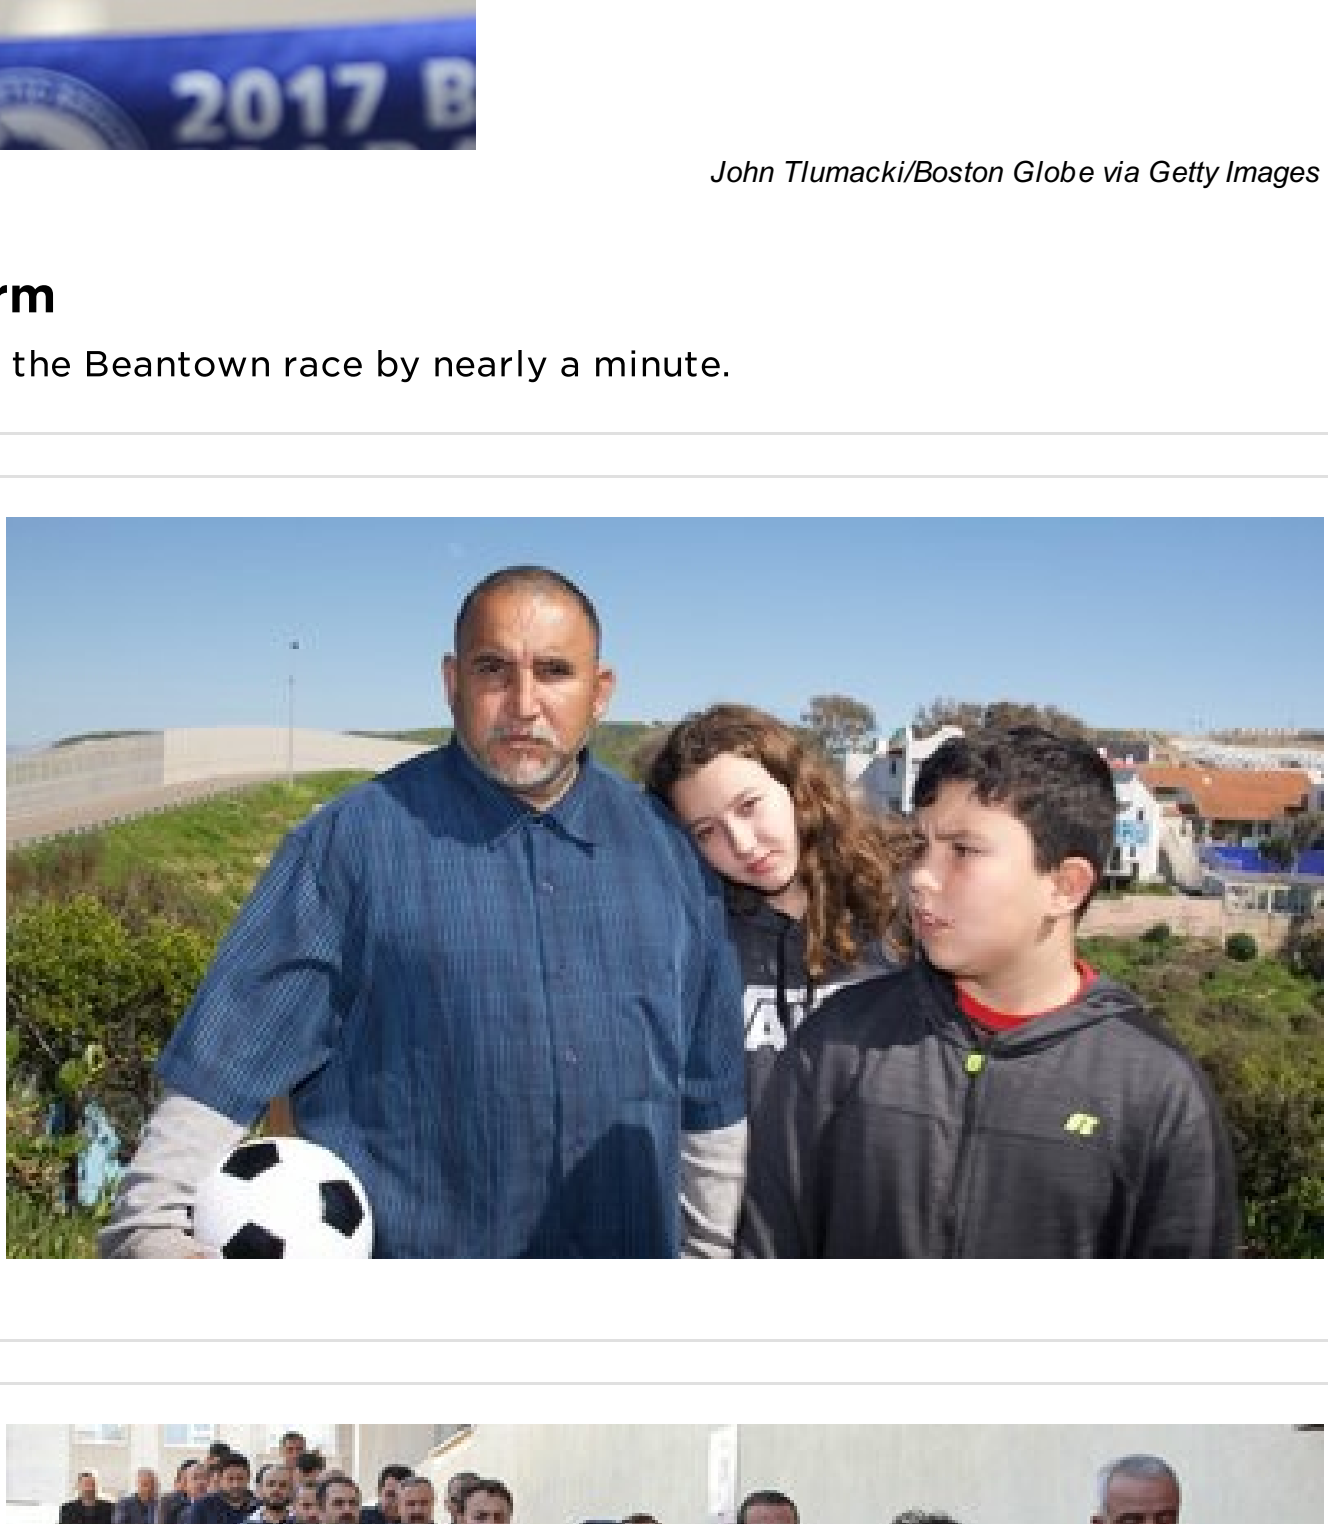 2017 B
John Tlumacki/Boston Globe via Getty Images
rm
the Beantown race by nearly a minute.